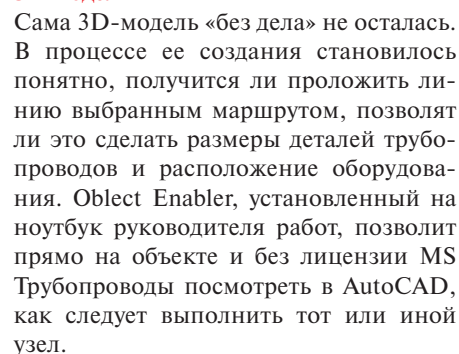 Сама 3D-модель «без дела» не осталась.
В процессе ее создания становилось
понятно, получится ли проложить ли-
нию выбранным маршрутом, позволят
ли это сделать размеры деталей трубо-
проводов и расположение оборудова-
ния. Oblect Enabler, установленный на
ноутбук руководителя работ, позволит
прямо на объекте и без лицензии MS
Трубопроводы посмотреть в AutoCAD,
как следует выполнить тот или иной
узел.